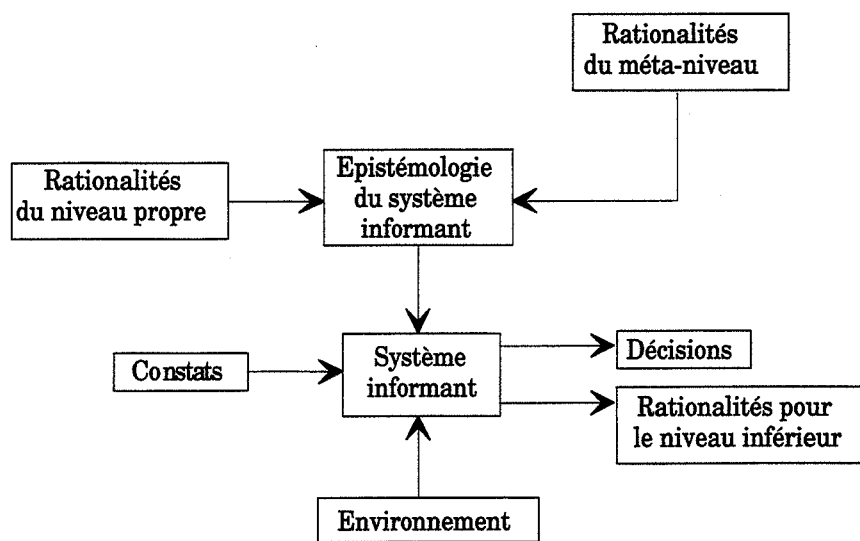 Rationalités
du méta-niveau
Rationalités
du niveau propre
Epistémologie
du système
informant
Constats
Système
informant
Décisions
Rationalités pour
le niveau inférieur
Environnement